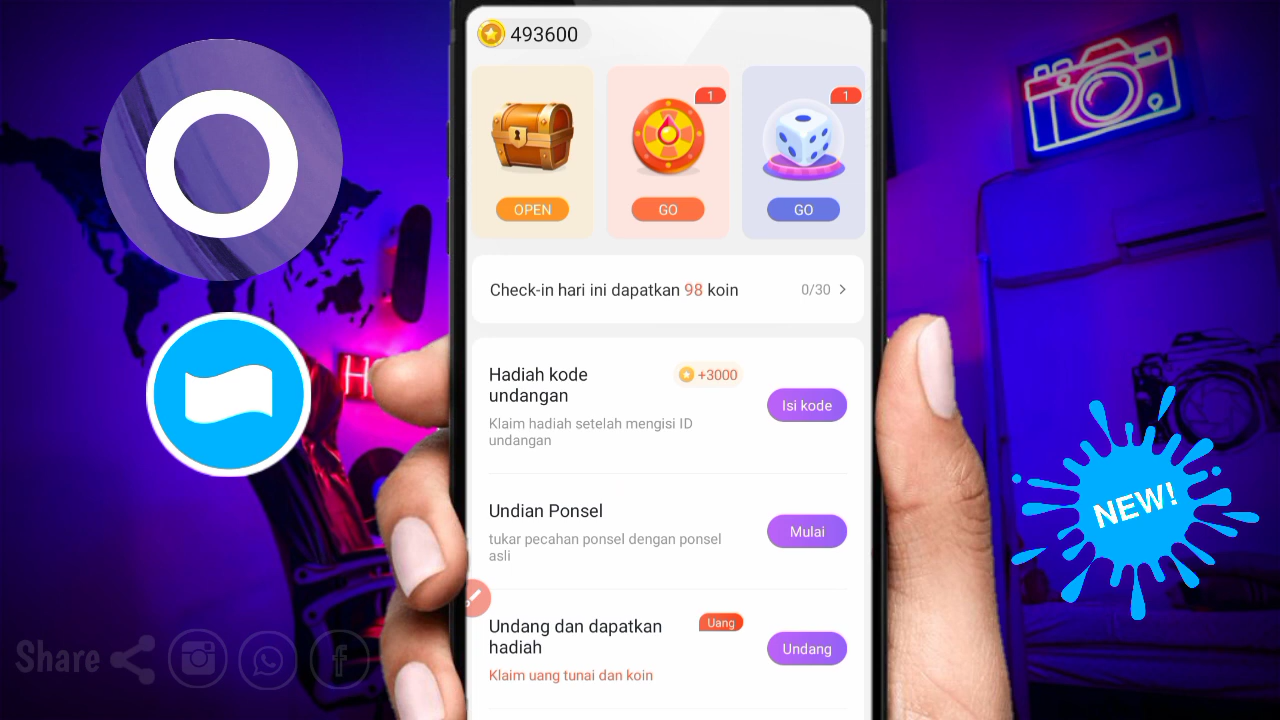 493600
1
1
OPEN
GO
GO
Check-in hari ini dapatkan 98 koin
0/30
Hadiah kode
undangan
+3000
Klaim hadiah setelah mengisi ID
undangan
Isi kode
Undian Ponsel
tukar pecahan ponsel dengan ponsel
asli
Mulai
Undang dan dapatkan
hadiah
Uang
Klaim uang tunai dan koin
Undang
NEW!
Share